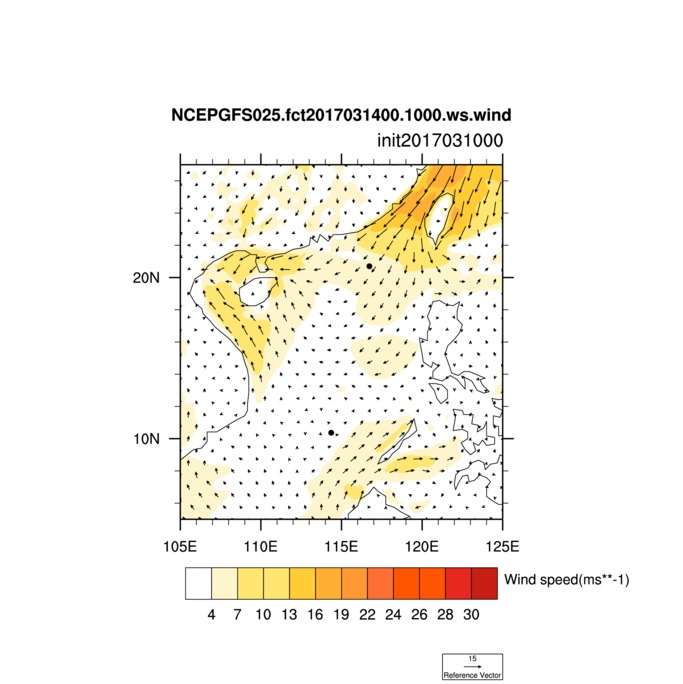 NCEPGFS025.fct2017031400.1000.ws.wind
init2017031000
20N
10N
105E 110E 115E 120E 125E
Wind speed(ms**-1)
4 7 10 13 16 19 22 24 26 28 30
15
Reference Vector